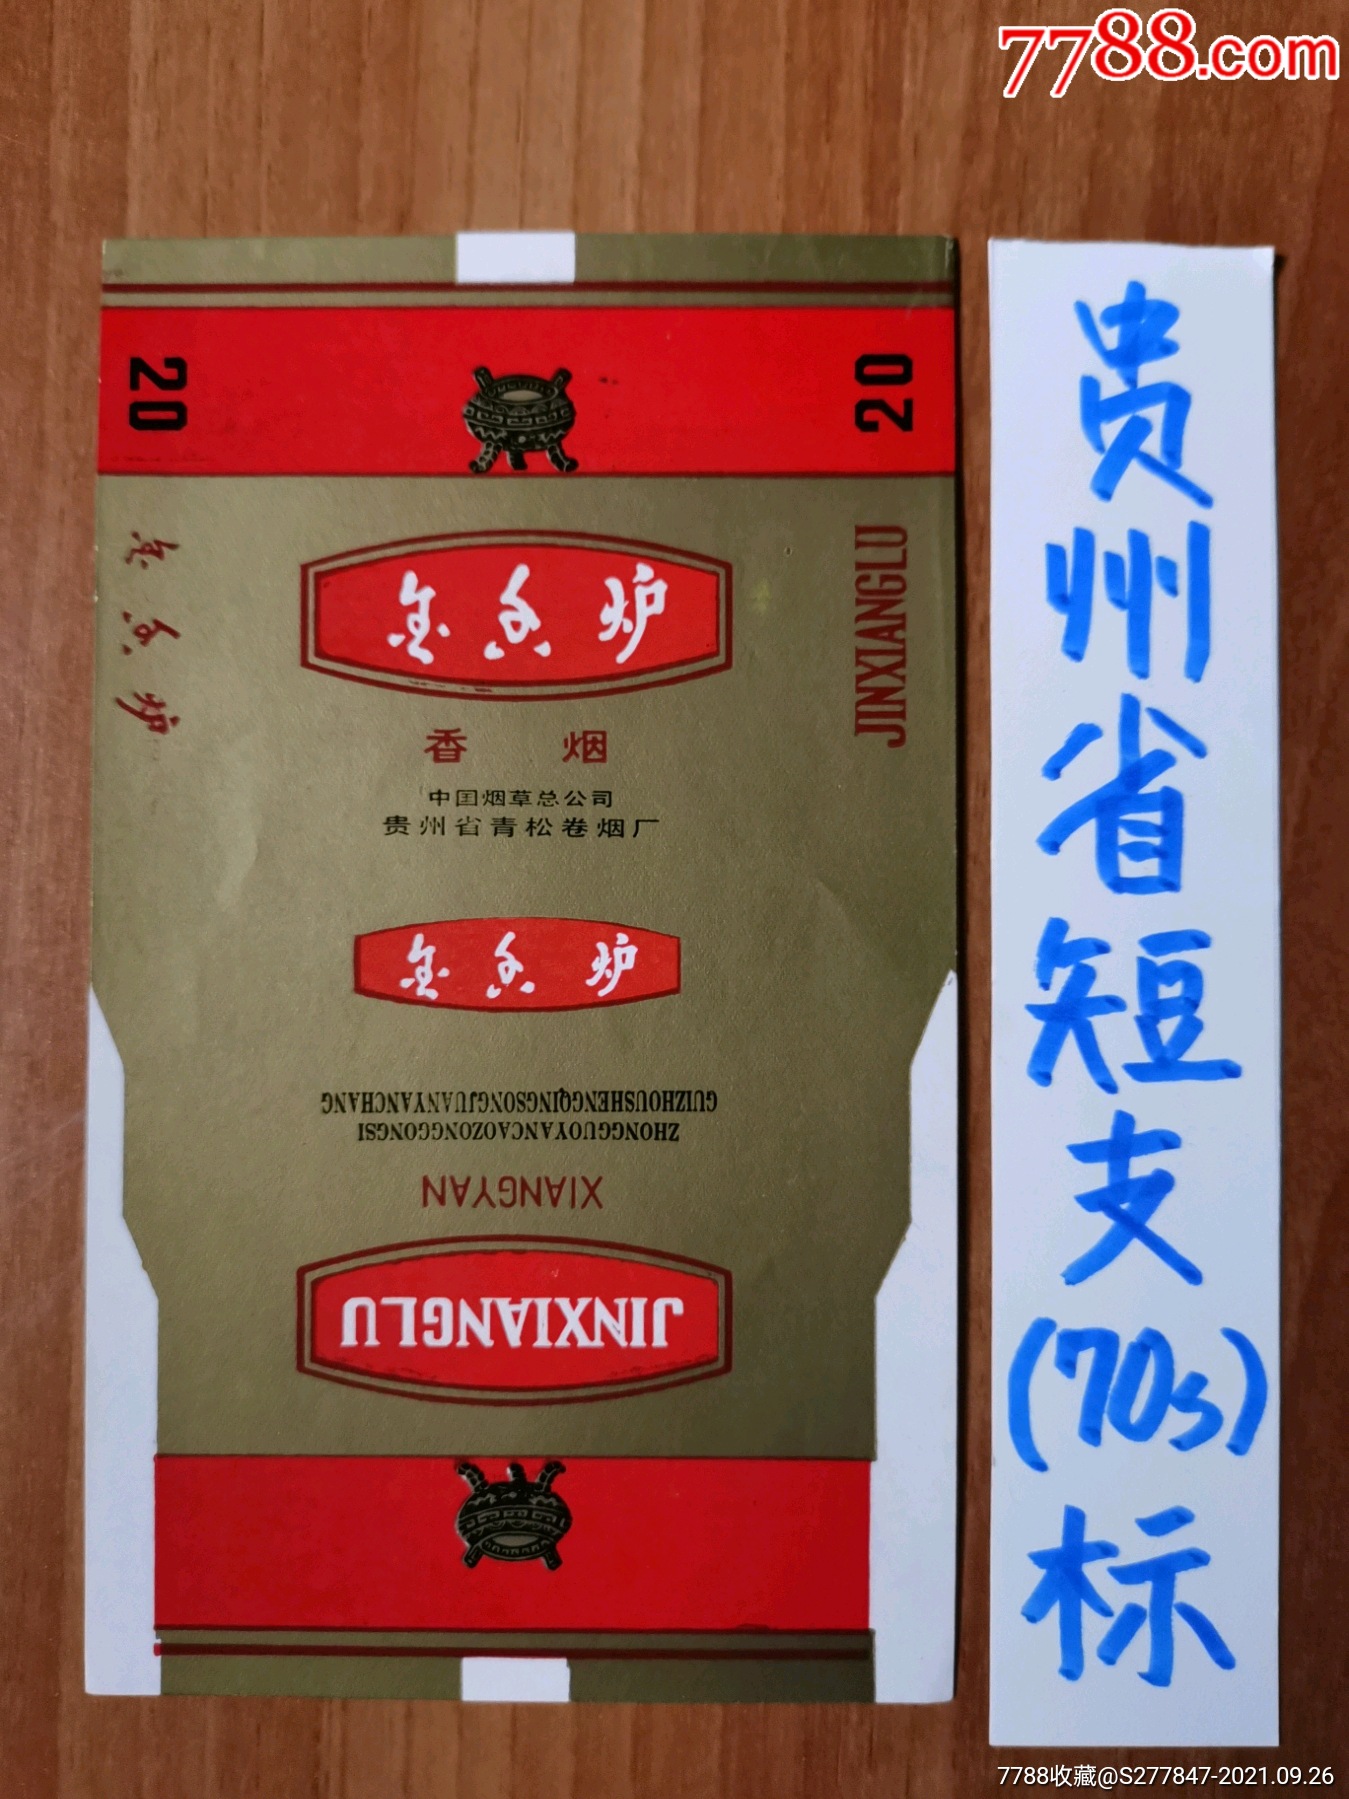 7788.com
20
20
金香炉
JINXIANGLU
金香炉
香烟
中国烟草总公司
贵州省青松卷烟厂
金香炉
GUIZHOUSHENGQINGSONGJUANYANCHANG
ZHONGGUOYANCAOZONGGONGSI
XIANGYAN
JINXIANGLU
贵州省短支(70s)标
7788收藏@S277847-2021.09.26